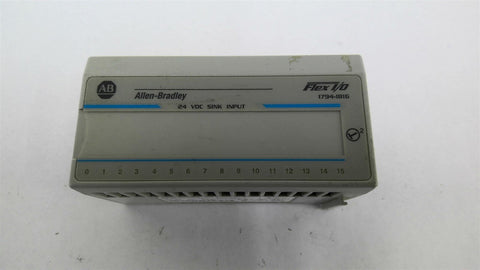 AB
Allen-Bradley
Flex I/O
1794-IB16
24 VDC SINK INPUT
2
0 1 2 3 4 5 6 7 8 9 10 11 12 13 14 15